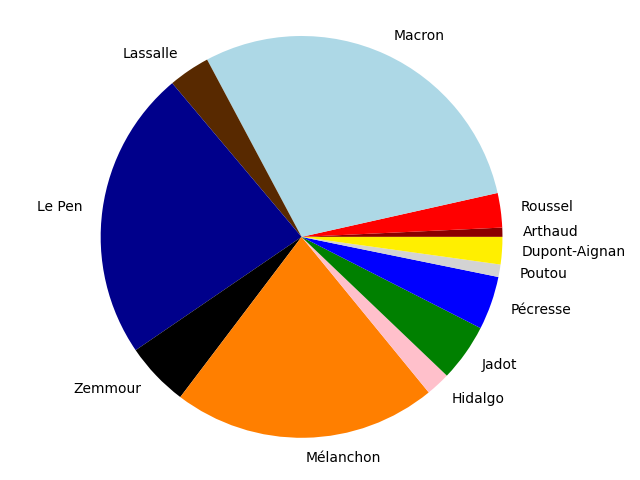 Macron
Lassalle
Le Pen
Roussel
Arthaud
Dupont-Aignan
Poutou
Pécresse
Jadot
Zemmour
Hidalgo
Mélanchon